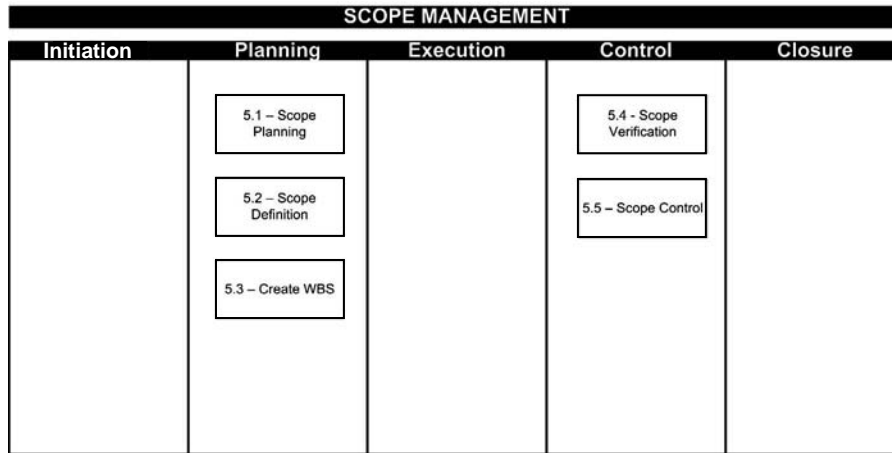 SCOPE MANAGEMENT
Initiation Planning Execution Control Closure
5.1 – Scope
Planning
5.2 – Scope
Definition
5.3 – Create WBS
5.4 - Scope
Verification
5.5 – Scope Control